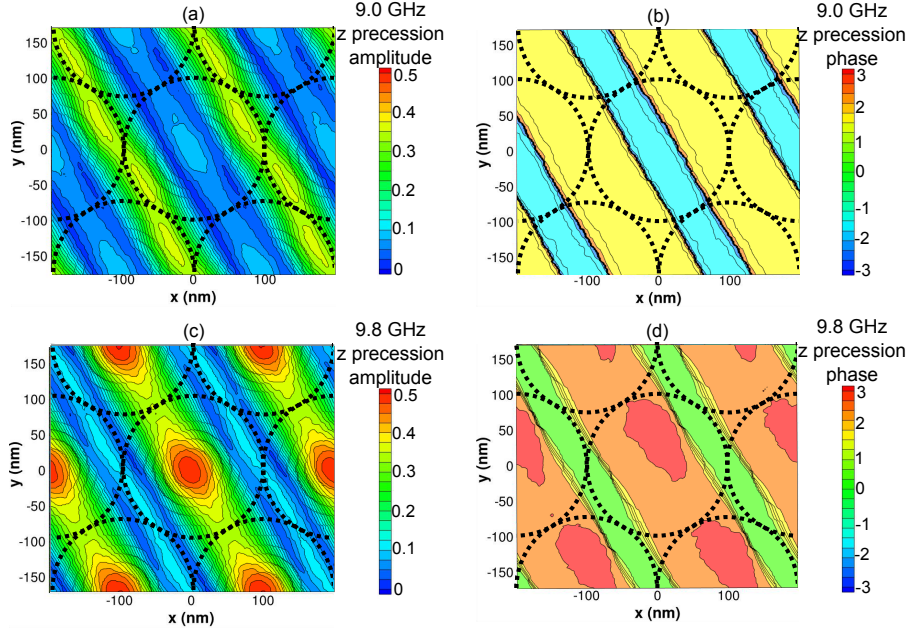 (a)
9.0 GHz
z precession
amplitude
150
100
50
0
-50
-100
-150
y (nm)
-100
0
100
x (nm)
0.5
0.4
0.3
0.2
0.1
0
(b)
9.0 GHz
z precession
phase
150
100
50
0
-50
-100
-150
y (nm)
-100
0
100
x (nm)
3
2
1
0
-1
-2
-3
(c)
9.8 GHz
z precession
amplitude
150
100
50
0
-50
-100
-150
y (nm)
-100
0
100
x (nm)
0.5
0.4
0.3
0.2
0.1
0
(d)
9.8 GHz
z precession
phase
150
100
50
0
-50
-100
-150
y (nm)
-100
0
100
x (nm)
3
2
1
0
-1
-2
-3